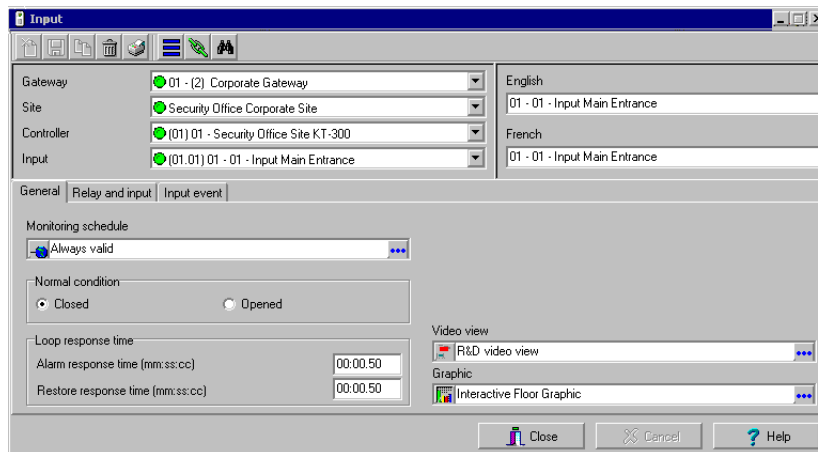 Input
Gateway
01 - (2) Corporate Gateway
English
Site
Security Office Corporate Site
01 - 01 - Input Main Entrance
Controller
(01) 01 - Security Office Site KT-300
French
Input
(01.01) 01 - 01 - Input Main Entrance
01 - 01 - Input Main Entrance
General
Relay and input
Input event
Monitoring schedule
Always valid
Normal condition
Closed
Opened
Loop response time
Alarm response time (mm:ss:cc)
00:00.50
Restore response time (mm:ss:cc)
00:00.50
Video view
R&D video view
Graphic
Interactive Floor Graphic
Close
Cancel
Help